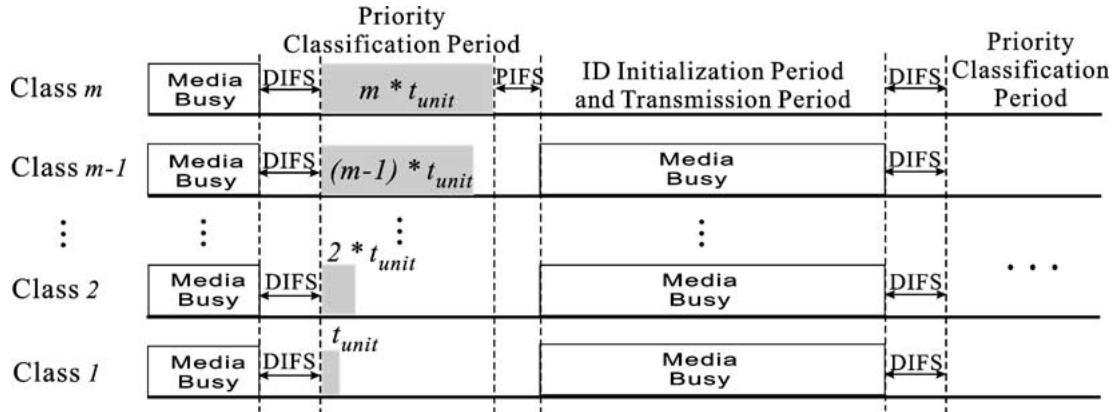 Priority
Classification Period
Priority
Classification
Period
Class m
Media
Busy
DIFS
m * t_unit
PIFS
ID Initialization Period
and Transmission Period
DIFS
Class m-1
Media
Busy
DIFS
(m-1) * t_unit
Media
Busy
DIFS
2 * t_unit
Class 2
Media
Busy
DIFS
Media
Busy
DIFS
t_unit
Class 1
Media
Busy
DIFS
Media
Busy
DIFS